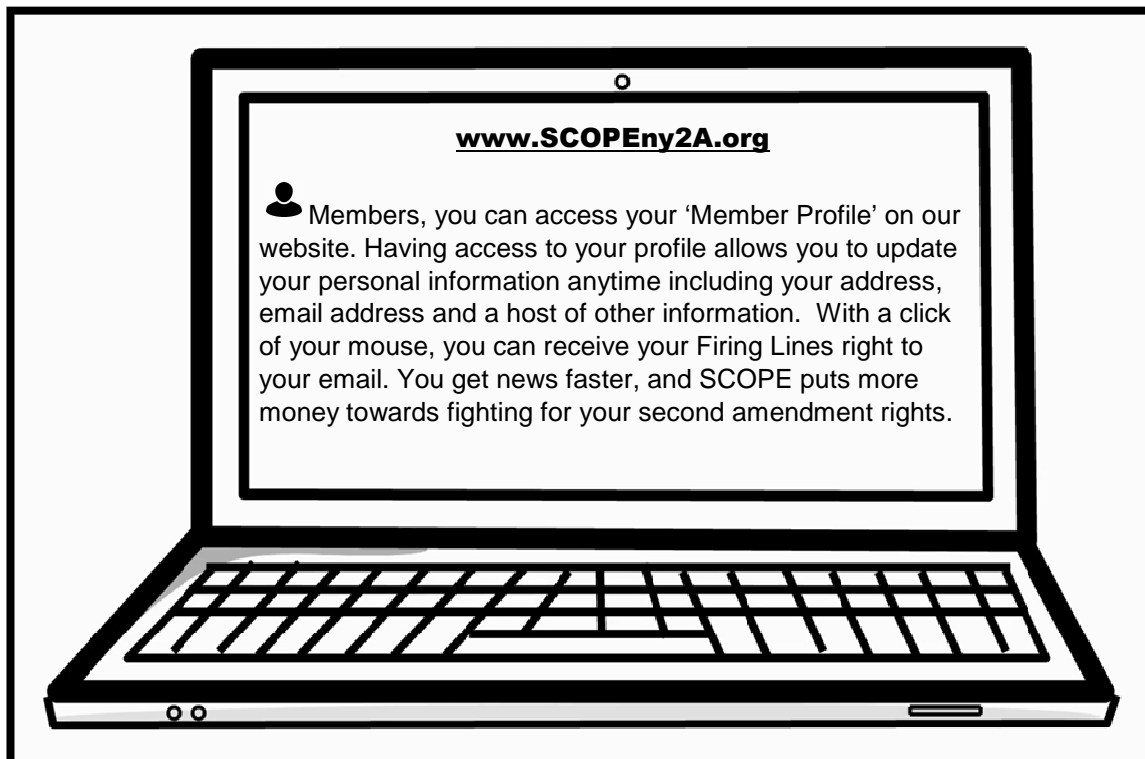 www.SCOPEny2A.org
Members, you can access your ‘Member Profile’ on our
website. Having access to your profile allows you to update
your personal information anytime including your address,
email address and a host of other information.  With a click
of your mouse, you can receive your Firing Lines right to
your email. You get news faster, and SCOPE puts more
money towards fighting for your second amendment rights.